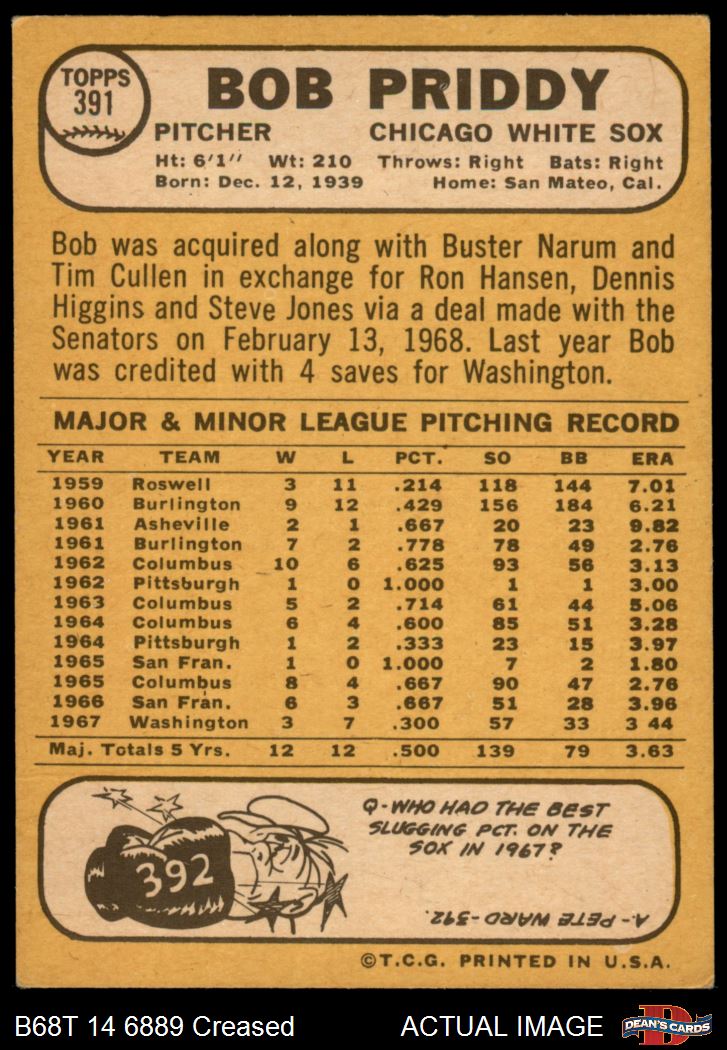 TOPPS
391
BOB PRIDDY
PITCHER CHICAGO WHITE SOX
Ht: 6'1" Wt: 210 Throws: Right Bats: Right
Born: Dec. 12, 1939 Home: San Mateo, Cal.
Bob was acquired along with Buster Narum and
Tim Cullen in exchange for Ron Hansen, Dennis
Higgins and Steve Jones via a deal made with the
Senators on February 13, 1968. Last year Bob
was credited with 4 saves for Washington.
MAJOR & MINOR LEAGUE PITCHING RECORD
YEAR TEAM W L PCT. SO BB ERA
1959 Roswell 3 11 .214 118 144 7.01
1960 Burlington 9 12 .429 156 184 6.21
1961 Asheville 2 1 .667 20 23 9.82
1961 Burlington 7 2 .778 78 49 2.76
1962 Columbus 10 6 .625 93 56 3.13
1962 Pittsburgh 1 0 1.000 1 1 3.00
1963 Columbus 5 2 .714 61 44 5.06
1964 Columbus 6 4 .600 85 51 3.28
1964 Pittsburgh 1 2 .333 23 15 3.97
1965 San Fran. 1 0 1.000 7 2 1.80
1965 Columbus 8 4 .667 90 47 2.76
1966 San Fran. 6 3 .667 51 28 3.96
1967 Washington 3 7 .300 57 33 3 44
Maj. Totals 5 Yrs. 12 12 .500 139 79 3.63
392
Q-WHO HAD THE BEST
SLUGGING PCT. ON THE
SOX IN 1967?
A-PETE WARD-.392.
©T.C.G. PRINTED IN U.S.A.
B68T 14 6889 Creased ACTUAL IMAGE
D
DEAN'S CARDS